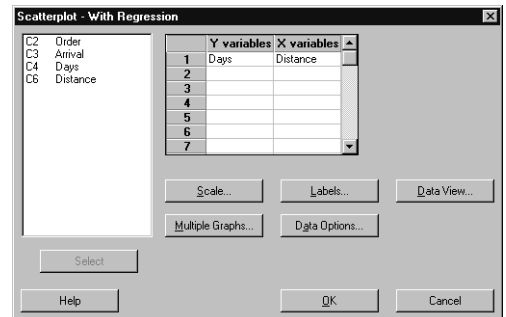 Scatterplot - With Regression
C2 Order
C3 Arrival
C4 Days
C6 Distance
Y variables X variables
1 Days Distance
2
3
4
5
6
7
Scale... Labels... Data View...
Multiple Graphs... Data Options...
Select
Help OK Cancel